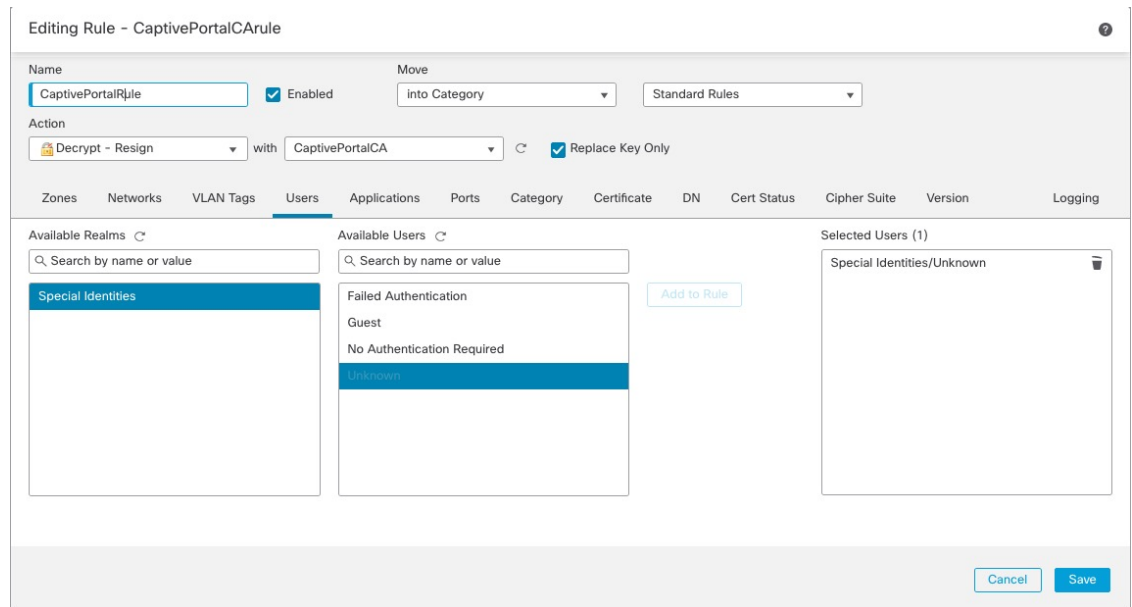 Editing Rule - CaptivePortalCArule
Name
Move
CaptivePortalRule
Enabled
into Category
Standard Rules
Action
Decrypt - Resign
with
CaptivePortalCA
Replace Key Only
Zones Networks VLAN Tags Users Applications Ports Category Certificate DN Cert Status Cipher Suite Version Logging
Available Realms
Available Users
Selected Users (1)
Search by name or value
Search by name or value
Special Identities/Unknown
Special Identities
Failed Authentication
Add to Rule
Guest
No Authentication Required
Unknown
Cancel
Save